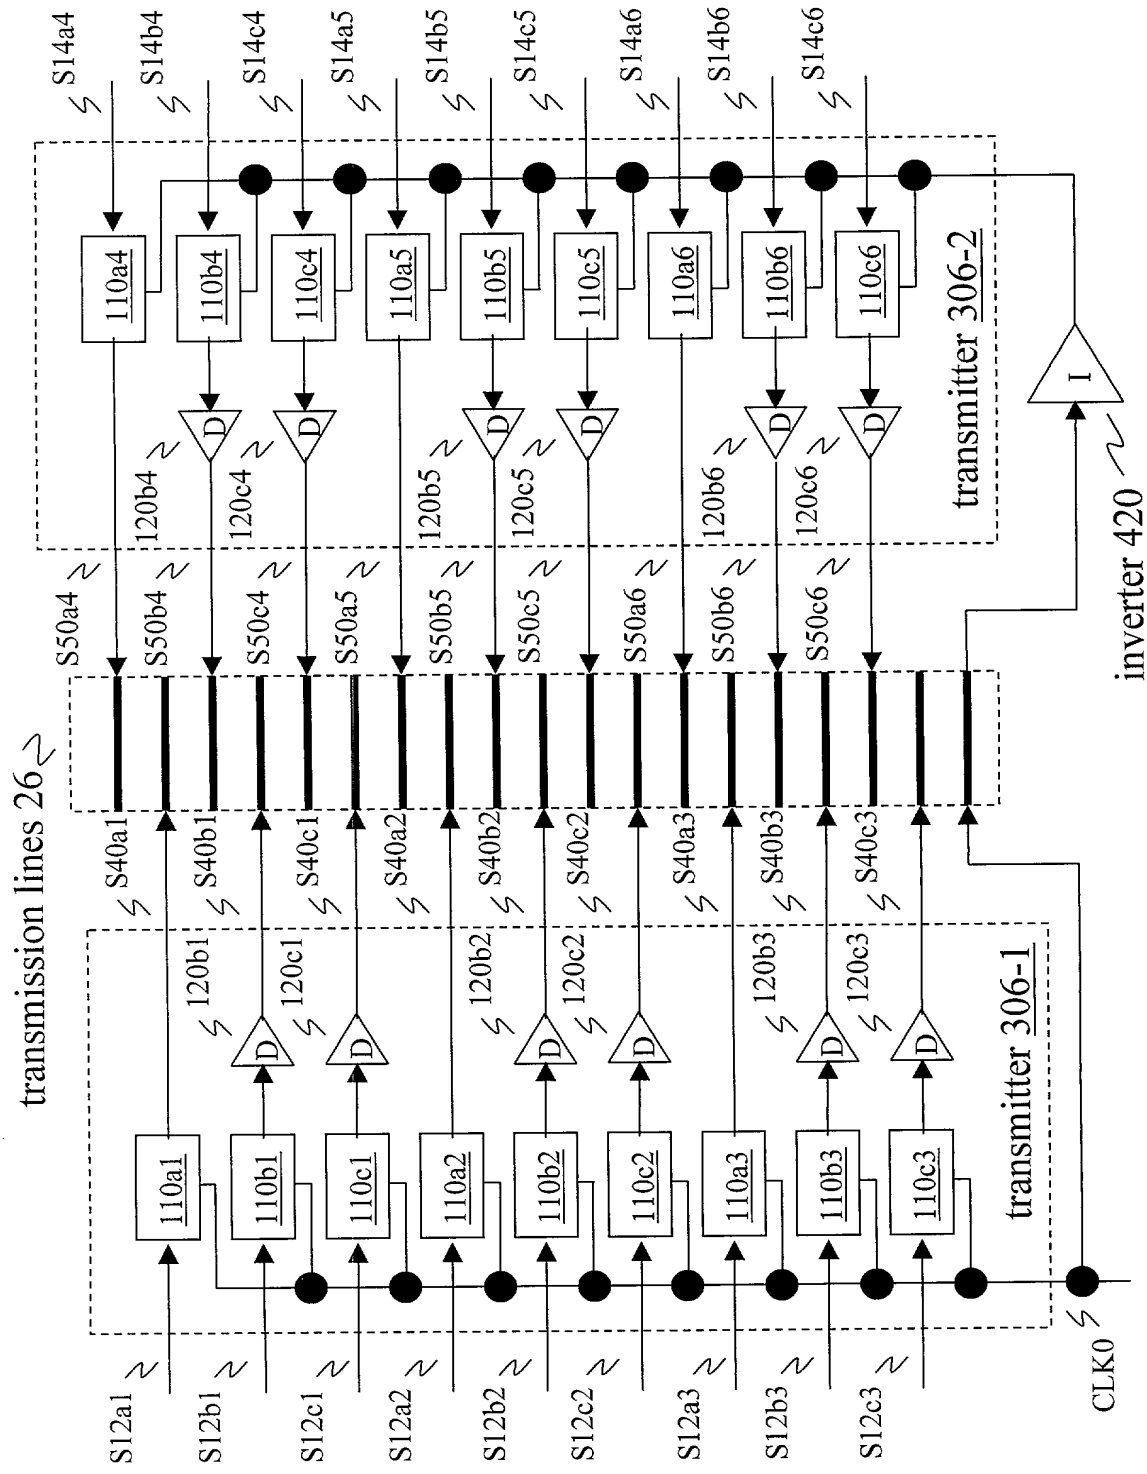 S14a4
S14b4
S14c4
S14a5
S14b5
S14c5
S14a6
S14b6
S14c6
110a4
110b4
110c4
110a5
110b5
110c5
110a6
110b6
110c6
D
D
D
D
D
D
120b4
120c4
120b5
120c5
120b6
120c6
transmitter 306-2
I
inverter 420
S50a4
S50b4
S50c4
S50a5
S50b5
S50c5
S50a6
S50b6
S50c6
transmission lines 26
S40a1
S40b1
S40c1
S40a2
S40b2
S40c2
S40a3
S40b3
S40c3
120b1
120c1
120b2
120c2
120b3
120c3
D
D
D
D
D
D
110a1
110b1
110c1
110a2
110b2
110c2
110a3
110b3
110c3
transmitter 306-1
S12a1
S12b1
S12c1
S12a2
S12b2
S12c2
S12a3
S12b3
S12c3
CLK0